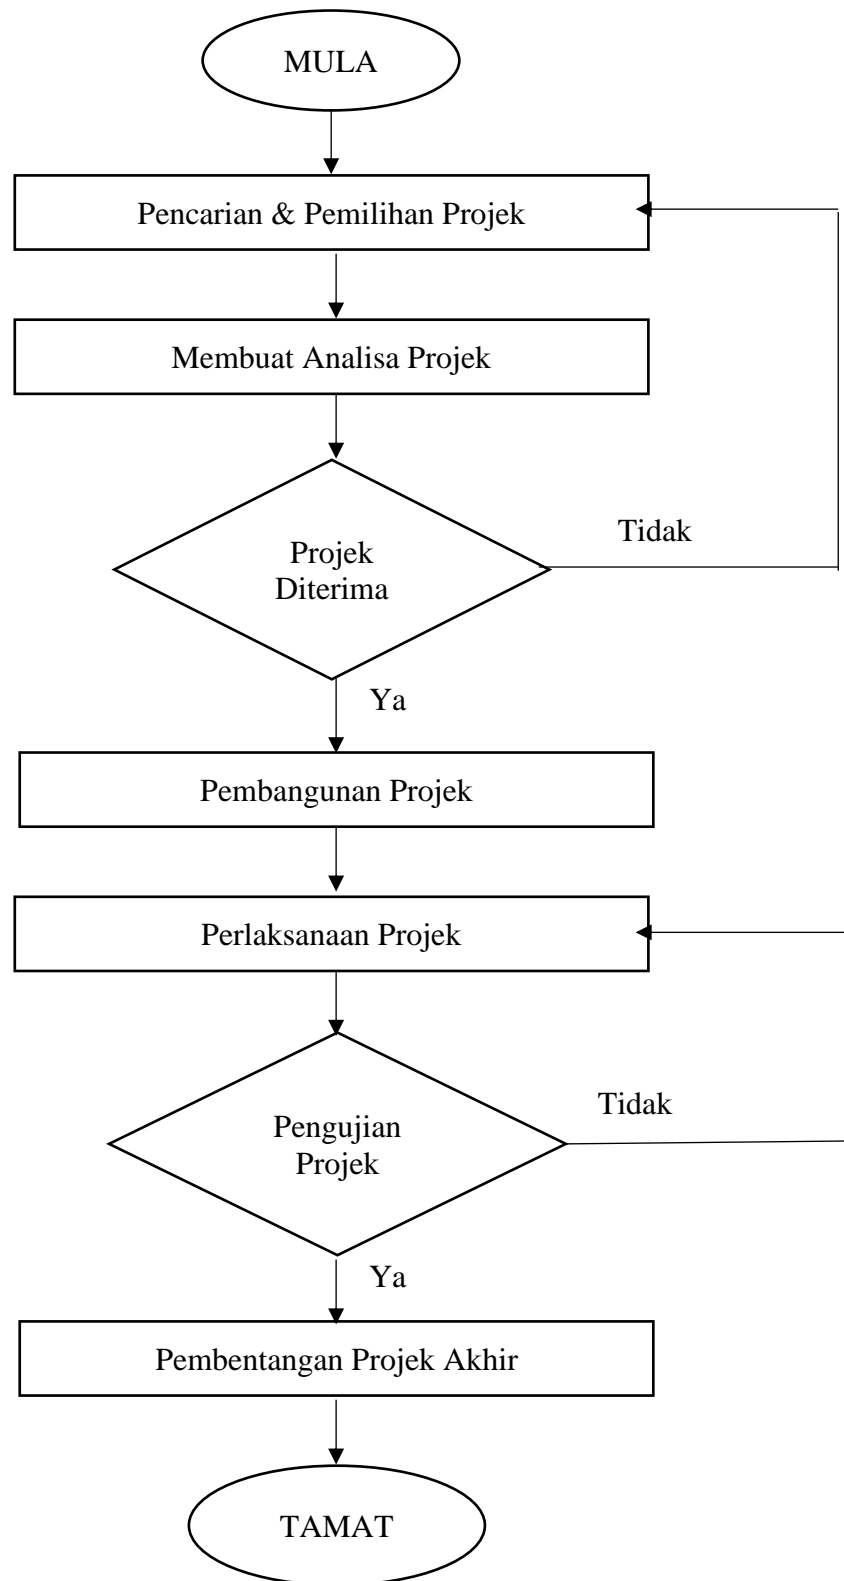 MULA
Pencarian & Pemilihan Projek
Membuat Analisa Projek
Projek
Diterima
Tidak
Ya
Pembangunan Projek
Perlaksanaan Projek
Pengujian
Projek
Tidak
Ya
Pembentangan Projek Akhir
TAMAT